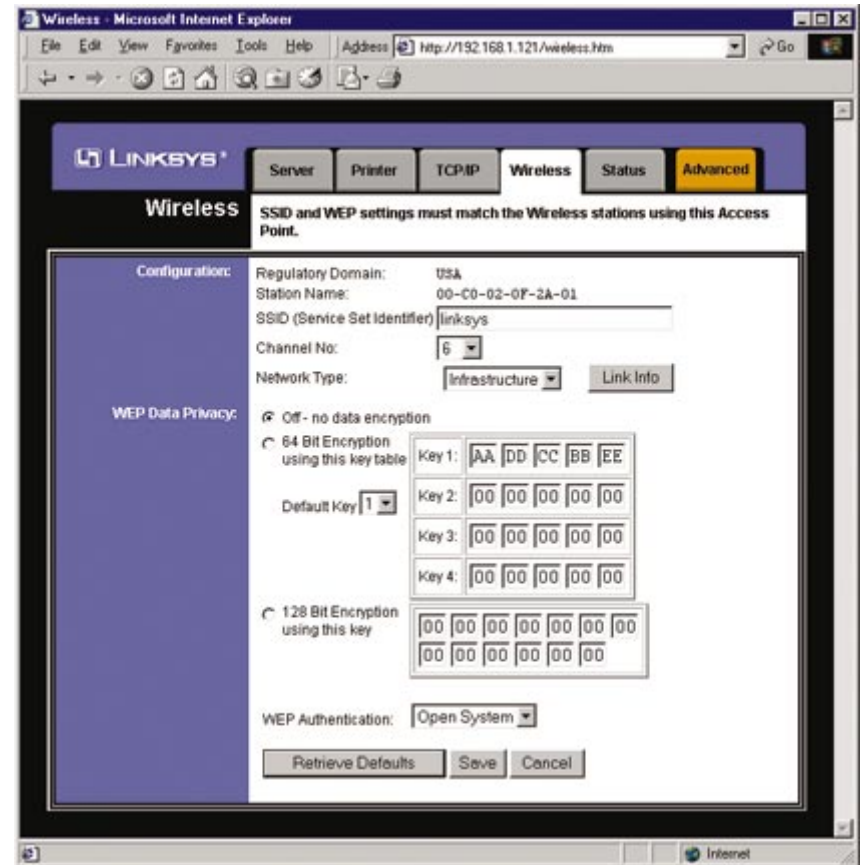 Wireless - Microsoft Internet Explorer
File Edit View Favorites Tools Help Address http://192.168.1.121/wireless.htm Go
LINKSYS®
Server Printer TCP/IP Wireless Status Advanced
Wireless
SSID and WEP settings must match the Wireless stations using this Access
Point.
Configuration:
Regulatory Domain: USA
Station Name: 00-C0-02-0F-2A-01
SSID (Service Set Identifier) linksys
Channel No: 6
Network Type: Infrastructure Link Info
WEP Data Privacy:
Off - no data encryption
64 Bit Encryption
using this key table
Default Key 1
Key 1: AA DD CC BB EE
Key 2: 00 00 00 00 00
Key 3: 00 00 00 00 00
Key 4: 00 00 00 00 00
128 Bit Encryption
using this key
00 00 00 00 00 00 00
00 00 00 00 00 00
WEP Authentication: Open System
Retrieve Defaults Save Cancel
Internet